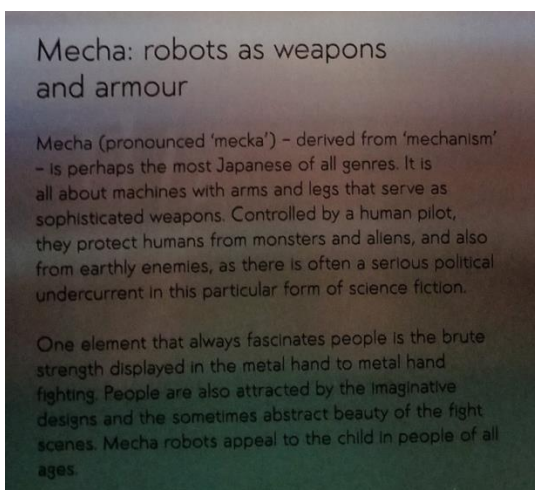 Mecha: robots as weapons
and armour
Mecha (pronounced ‘mecka’) – derived from ‘mechanism’
– is perhaps the most Japanese of all genres. It is
all about machines with arms and legs that serve as
sophisticated weapons. Controlled by a human pilot,
they protect humans from monsters and aliens, and also
from earthly enemies, as there is often a serious political
undercurrent in this particular form of science fiction.
One element that always fascinates people is the brute
strength displayed in the metal hand to metal hand
fighting. People are also attracted by the imaginative
designs and the sometimes abstract beauty of the fight
scenes. Mecha robots appeal to the child in people of all
ages.